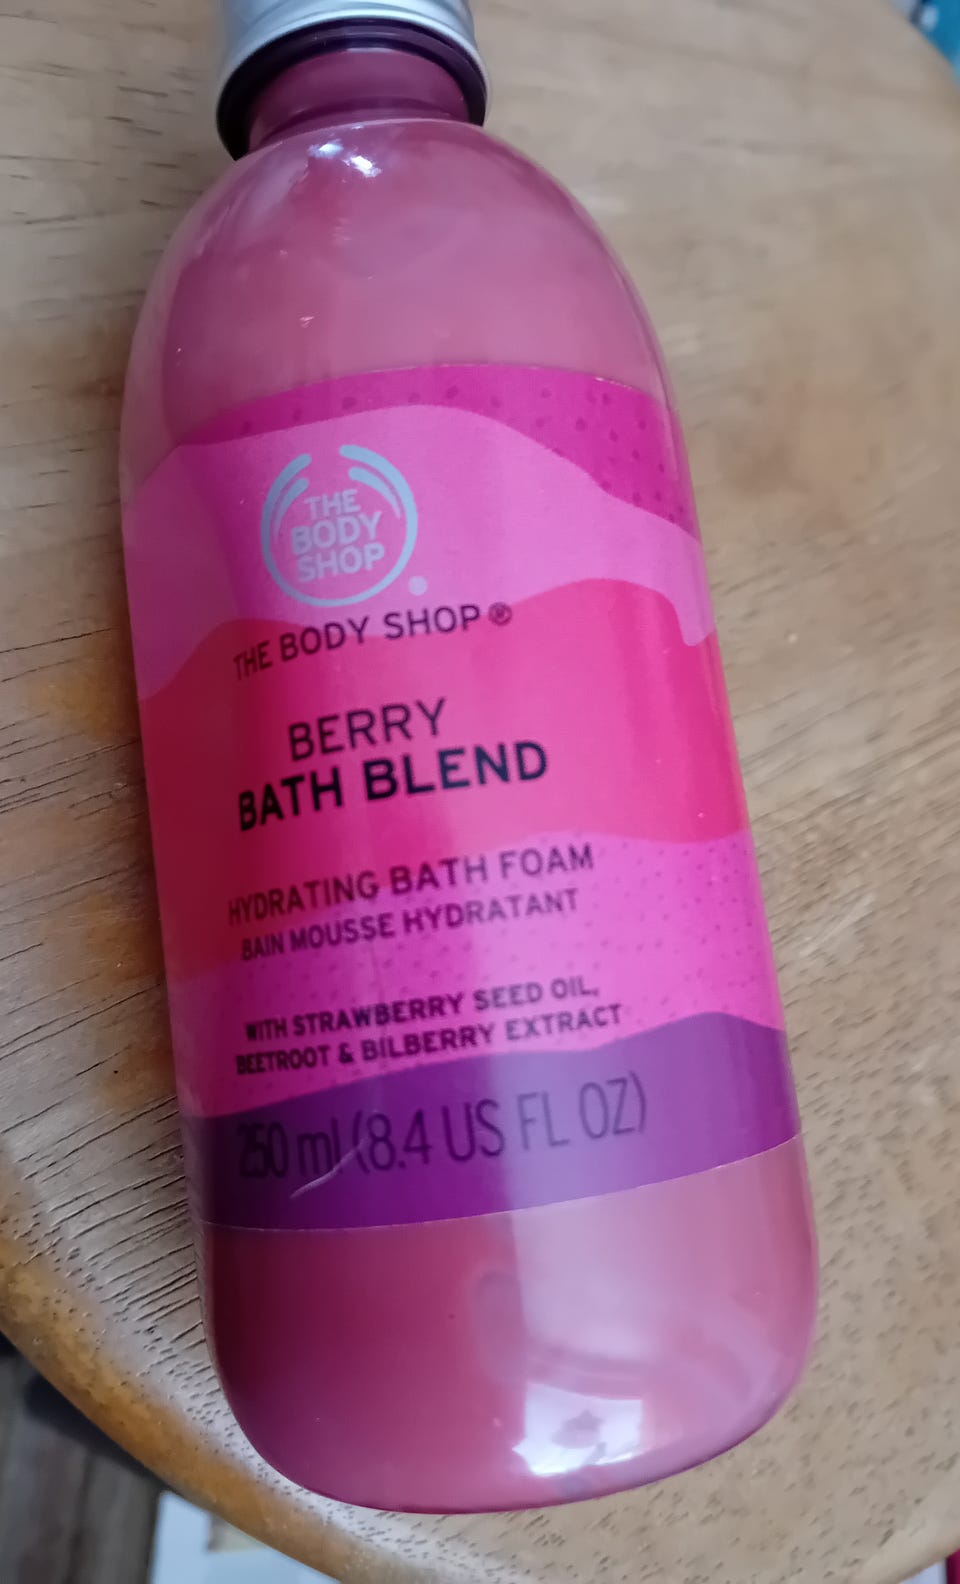 THE
BODY
SHOP
®
THE BODY SHOP ®
BERRY
BATH BLEND
HYDRATING BATH FOAM
BAIN MOUSSE HYDRATANT
WITH STRAWBERRY SEED OIL,
BEETROOT & BILBERRY EXTRACT
250 ml (8.4 US FL OZ)